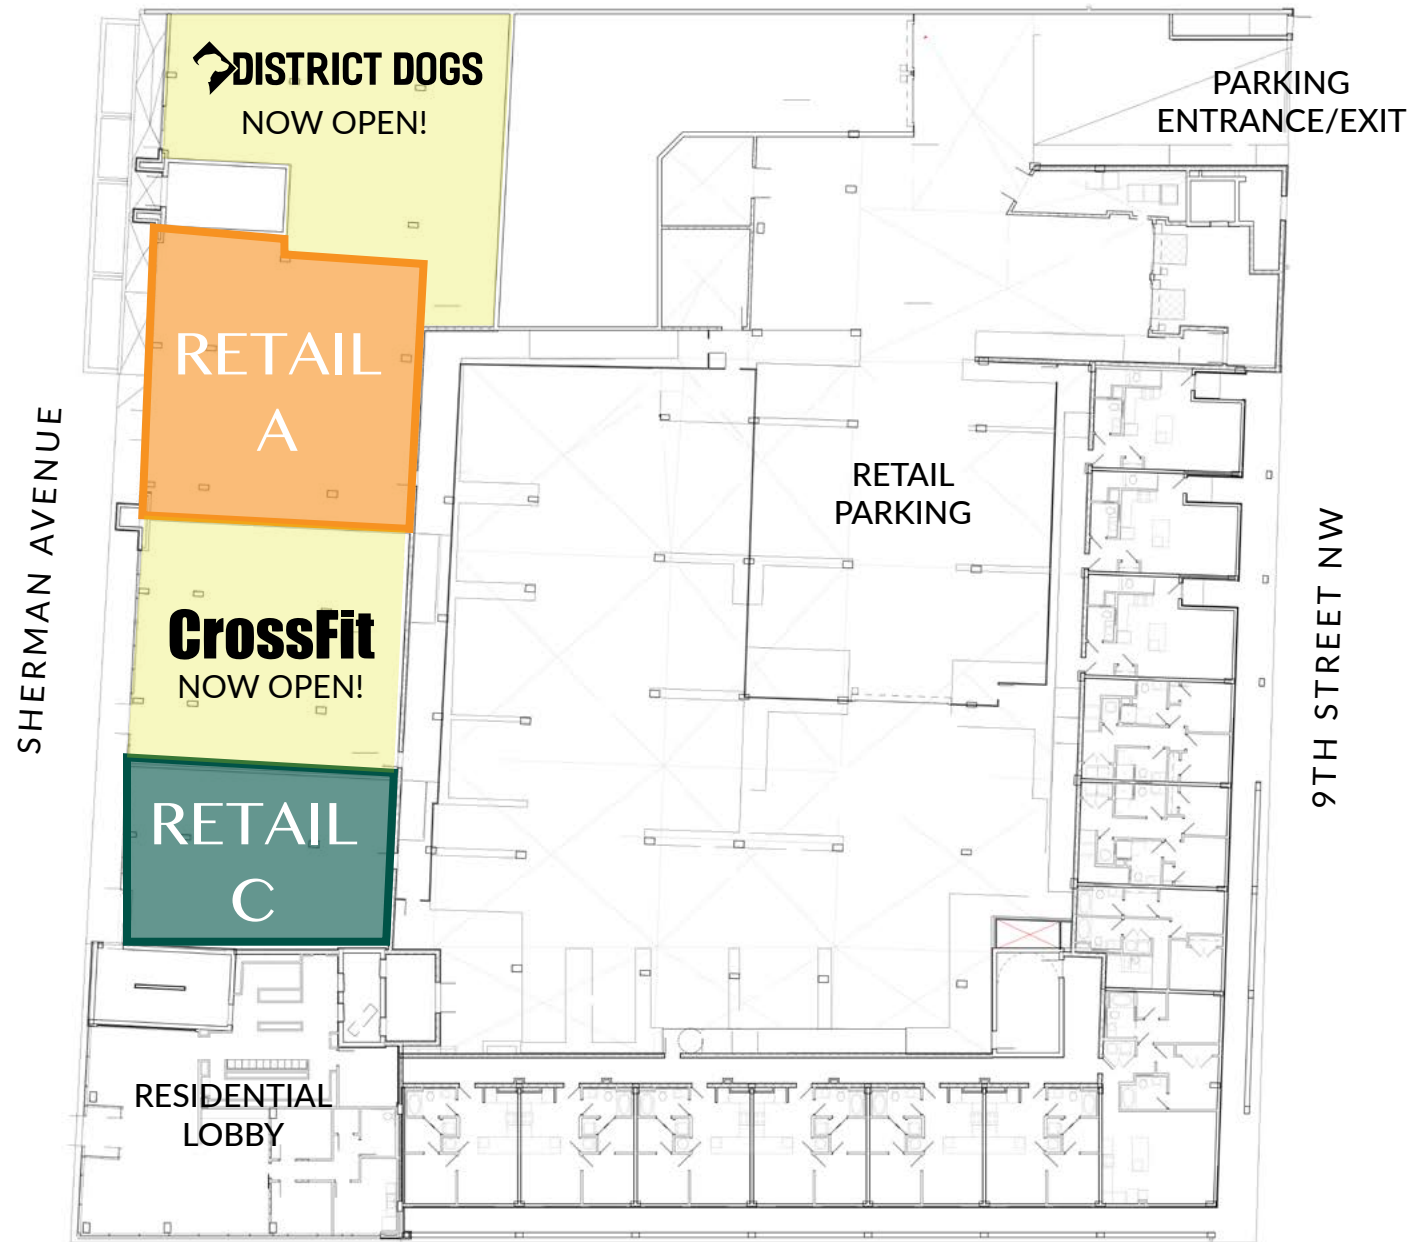 DISTRICT DOGS
NOW OPEN!
PARKING
ENTRANCE/EXIT
RETAIL
A
SHERMAN AVENUE
RETAIL
PARKING
9TH STREET NW
CrossFit
NOW OPEN!
RETAIL
C
RESIDENTIAL
LOBBY